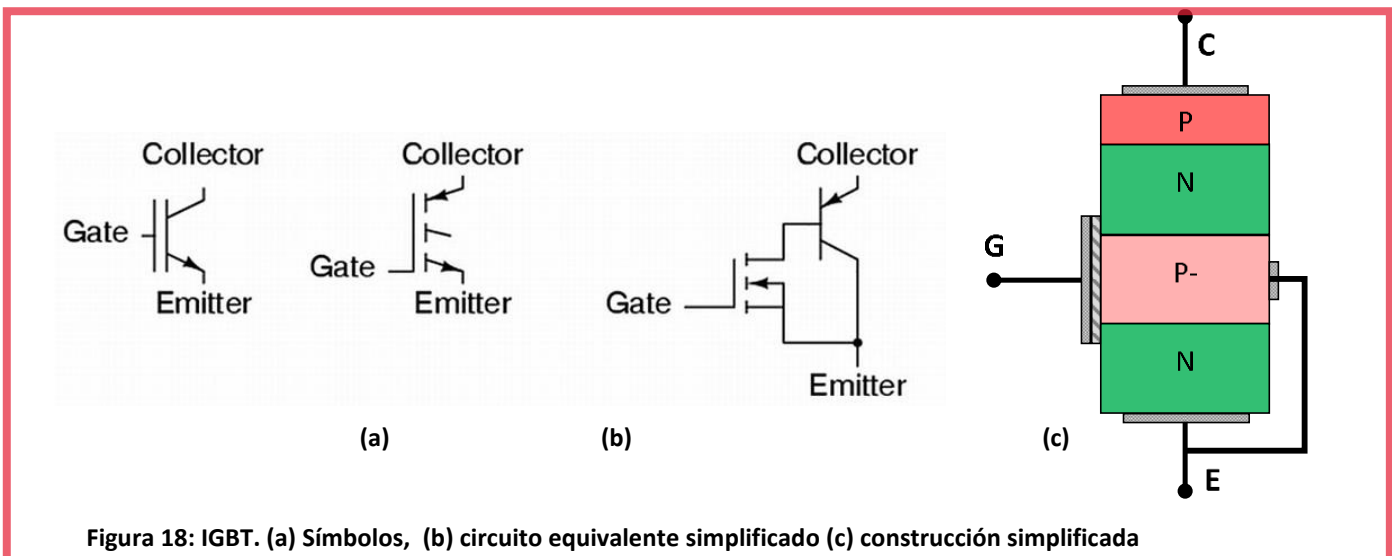 Collector
Gate
Emitter
Collector
Gate
Emitter
Collector
Gate
Emitter
C
P
N
G
P-
N
E
(a)
(b)
(c)
Figura 18: IGBT. (a) Símbolos, (b) circuito equivalente simplificado (c) construcción simplificada